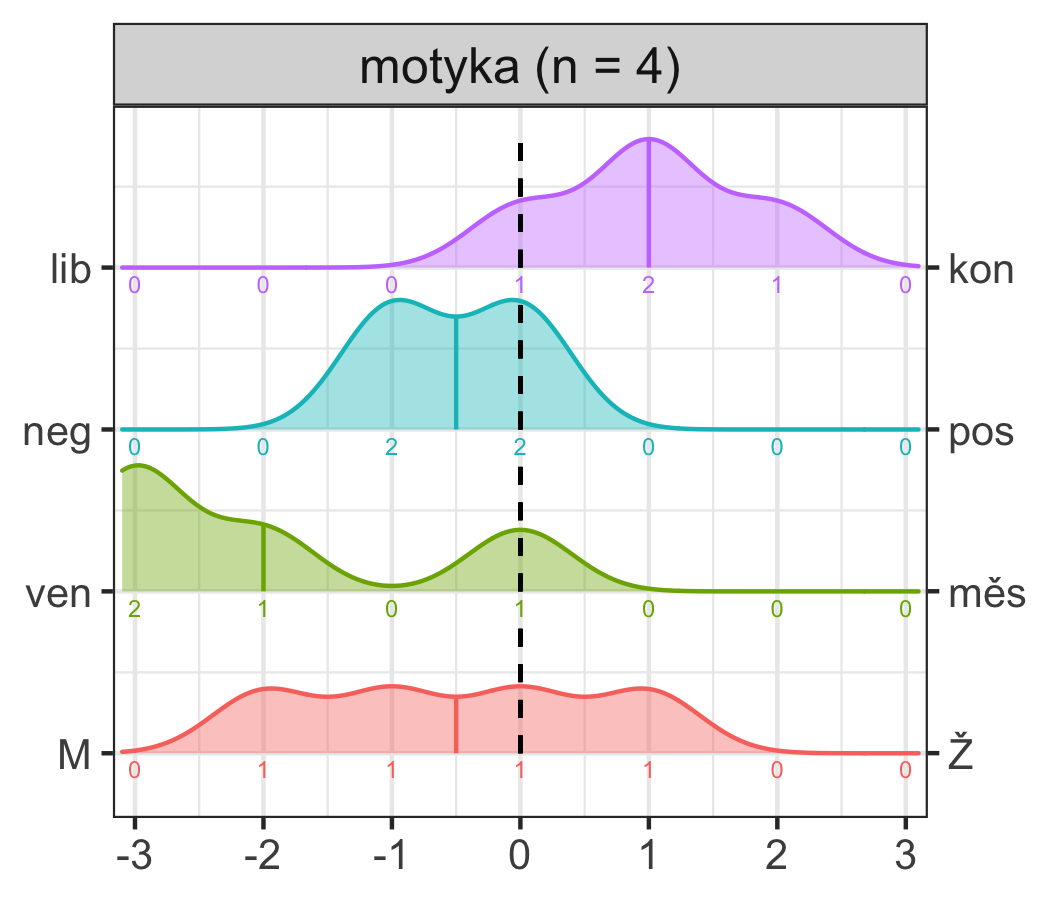 motyka (n = 4)
lib kon
0 0 0 1 2 1 0
neg pos
0 0 2 2 0 0 0
ven měs
2 1 0 1 0 0 0
M Ž
0 1 1 1 1 0 0
-3 -2 -1 0 1 2 3